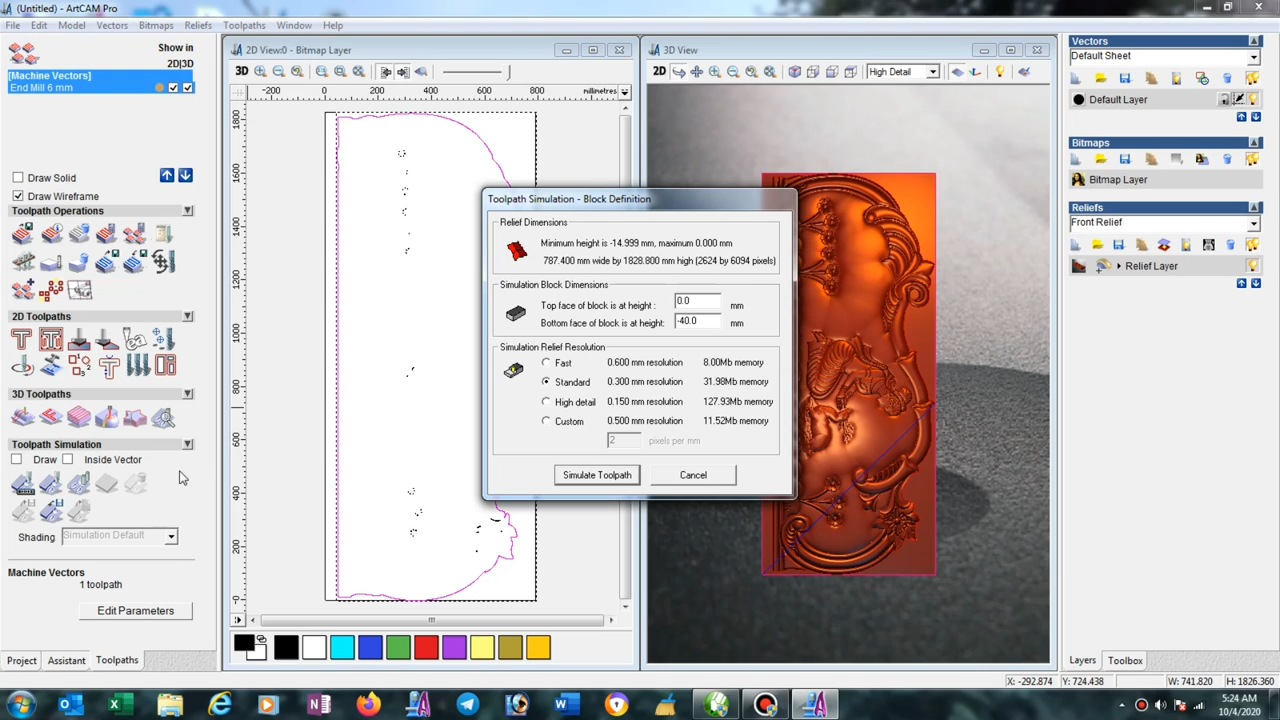 (Untitled) - ArtCAM Pro
File Edit Model Vectors Bitmaps Reliefs Toolpaths Window Help
Show in
2D|3D
[Machine Vectors]
End Mill 6 mm
Draw Solid
Draw Wireframe
Toolpath Operations
2D Toolpaths
3D Toolpaths
Toolpath Simulation
Draw Inside Vector
Shading Simulation Default
Machine Vectors
1 toolpath
Edit Parameters
Project Assistant Toolpaths
2D View:0 - Bitmap Layer
3D
-200 0 200 400 600 800 millimetres
1800
1600
1400
1200
1000
800
600
400
200
-0
Toolpath Simulation - Block Definition
Relief Dimensions
Minimum height is -14.999 mm, maximum 0.000 mm
787.400 mm wide by 1828.800 mm high (2624 by 6094 pixels)
Simulation Block Dimensions
Top face of block is at height : 0.0 mm
Bottom face of block is at height: -40.0 mm
Simulation Relief Resolution
Fast 0.600 mm resolution 8.00Mb memory
Standard 0.300 mm resolution 31.98Mb memory
High detail 0.150 mm resolution 127.93Mb memory
Custom 0.500 mm resolution 11.52Mb memory
2 pixels per mm
Simulate Toolpath Cancel
3D View
2D High Detail
Vectors
Default Sheet
Default Layer
Bitmaps
Bitmap Layer
Reliefs
Front Relief
Relief Layer
Layers Toolbox
X: -292.874 Y: 724.438 W: 741.820 H: 1826.360
5:24 AM
10/4/2020